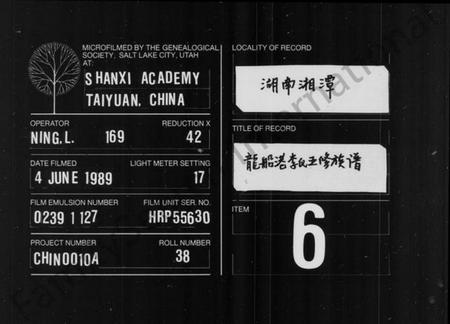 MICROFILMED BY THE GENEALOGICAL
SOCIETY, SALT LAKE CITY, UTAH
AT:
SHANXI ACADEMY
TAIYUAN, CHINA
OPERATOR
REDUCTION X
NING.L. 169 42
DATE FILMED
LIGHT METER SETTING
4 JUNE 1989 17
FILM EMULSION NUMBER
FILM UNIT SER. NO.
0239 1 127 HRP55630
PROJECT NUMBER
ROLL NUMBER
CHIN0010A 38
LOCALITY OF RECORD
湖南湘潭
TITLE OF RECORD
龍船港李氏五修族譜
ITEM
6
International